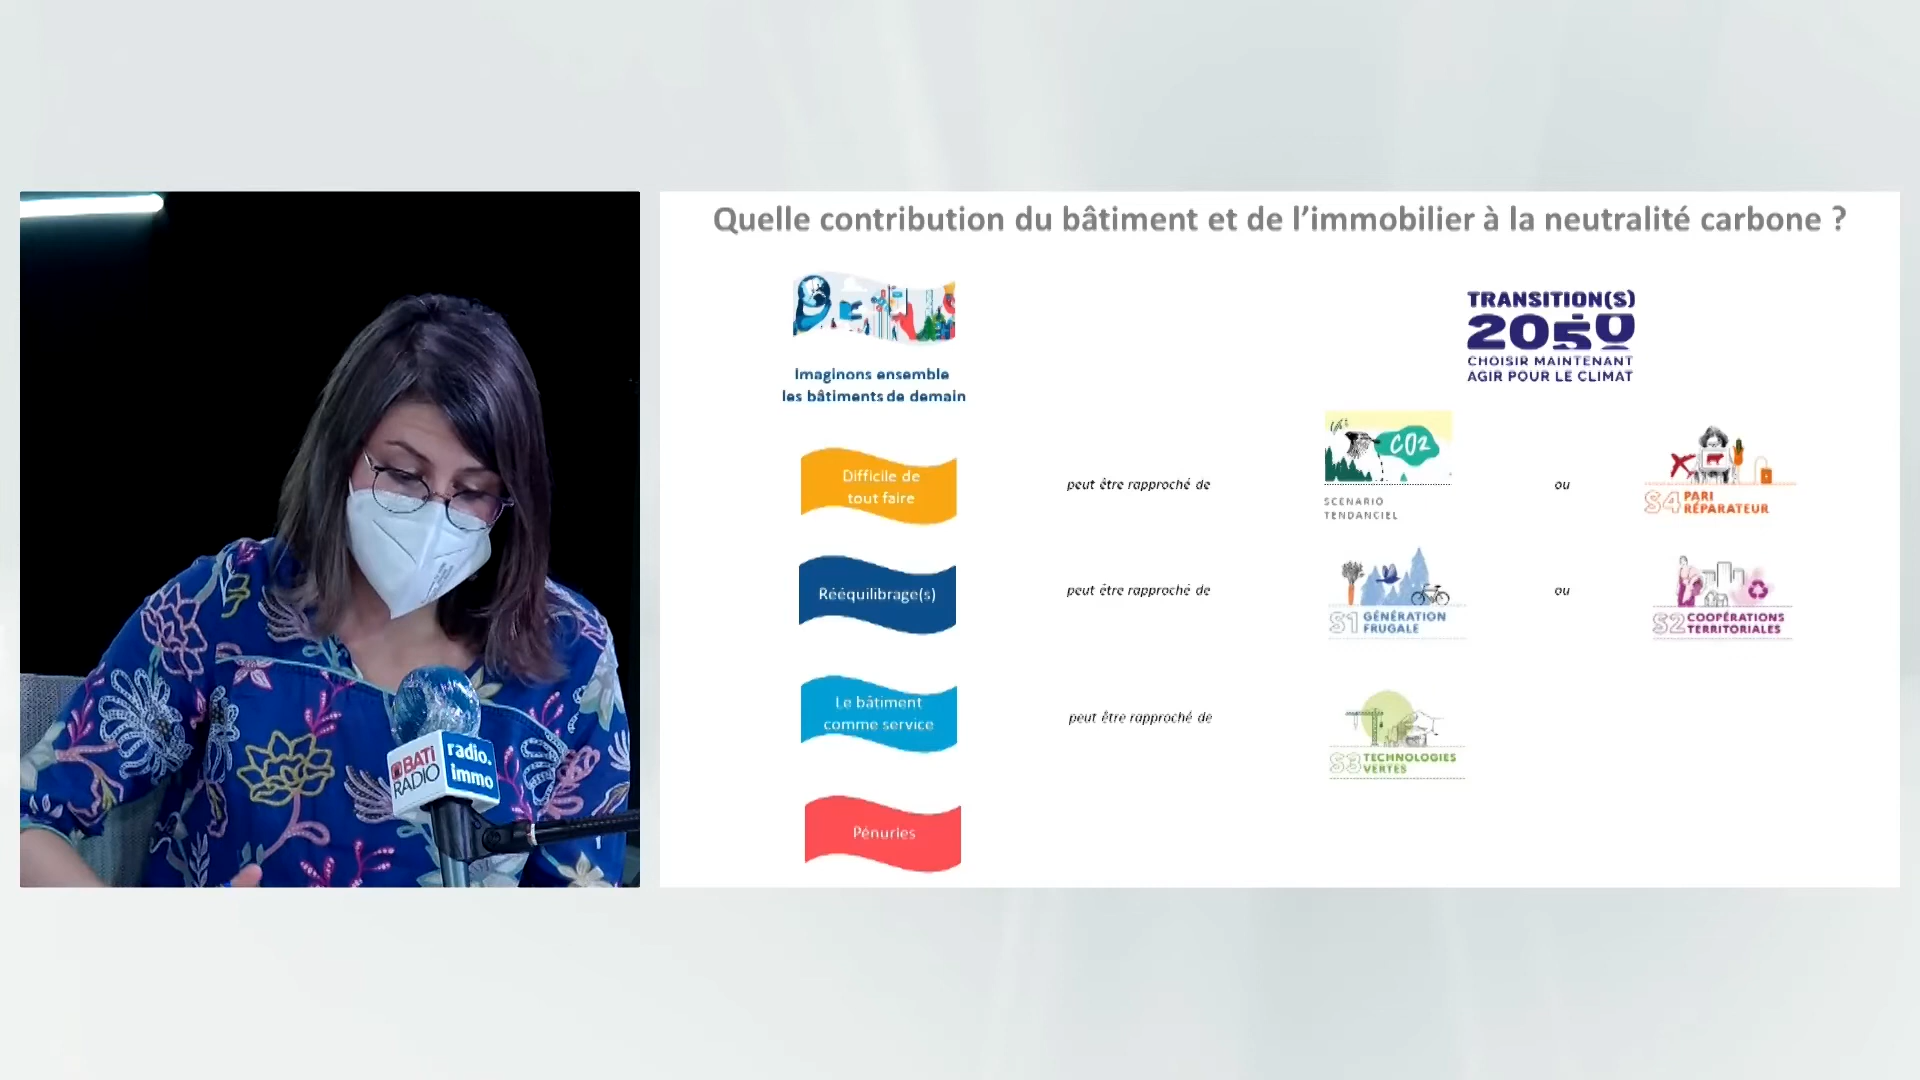 Quelle contribution du bâtiment et de l’immobilier à la neutralité carbone ?
Imaginons ensemble
les bâtiments de demain
TRANSITION(S)
2050
CHOISIR MAINTENANT
AGIR POUR LE CLIMAT
Difficile de
tout faire
peut être rapproché de
CO2
SCENARIO
TENDANCIEL
ou
S4 PARI
RÉPARATEUR
Rééquilibrage(s)
peut être rapproché de
S1 GÉNÉRATION
FRUGALE
ou
S2 COOPÉRATIONS
TERRITORIALES
Le bâtiment
comme service
peut être rapproché de
S3 TECHNOLOGIES
VERTES
Pénuries
BATI
RADIO
radio.
immo